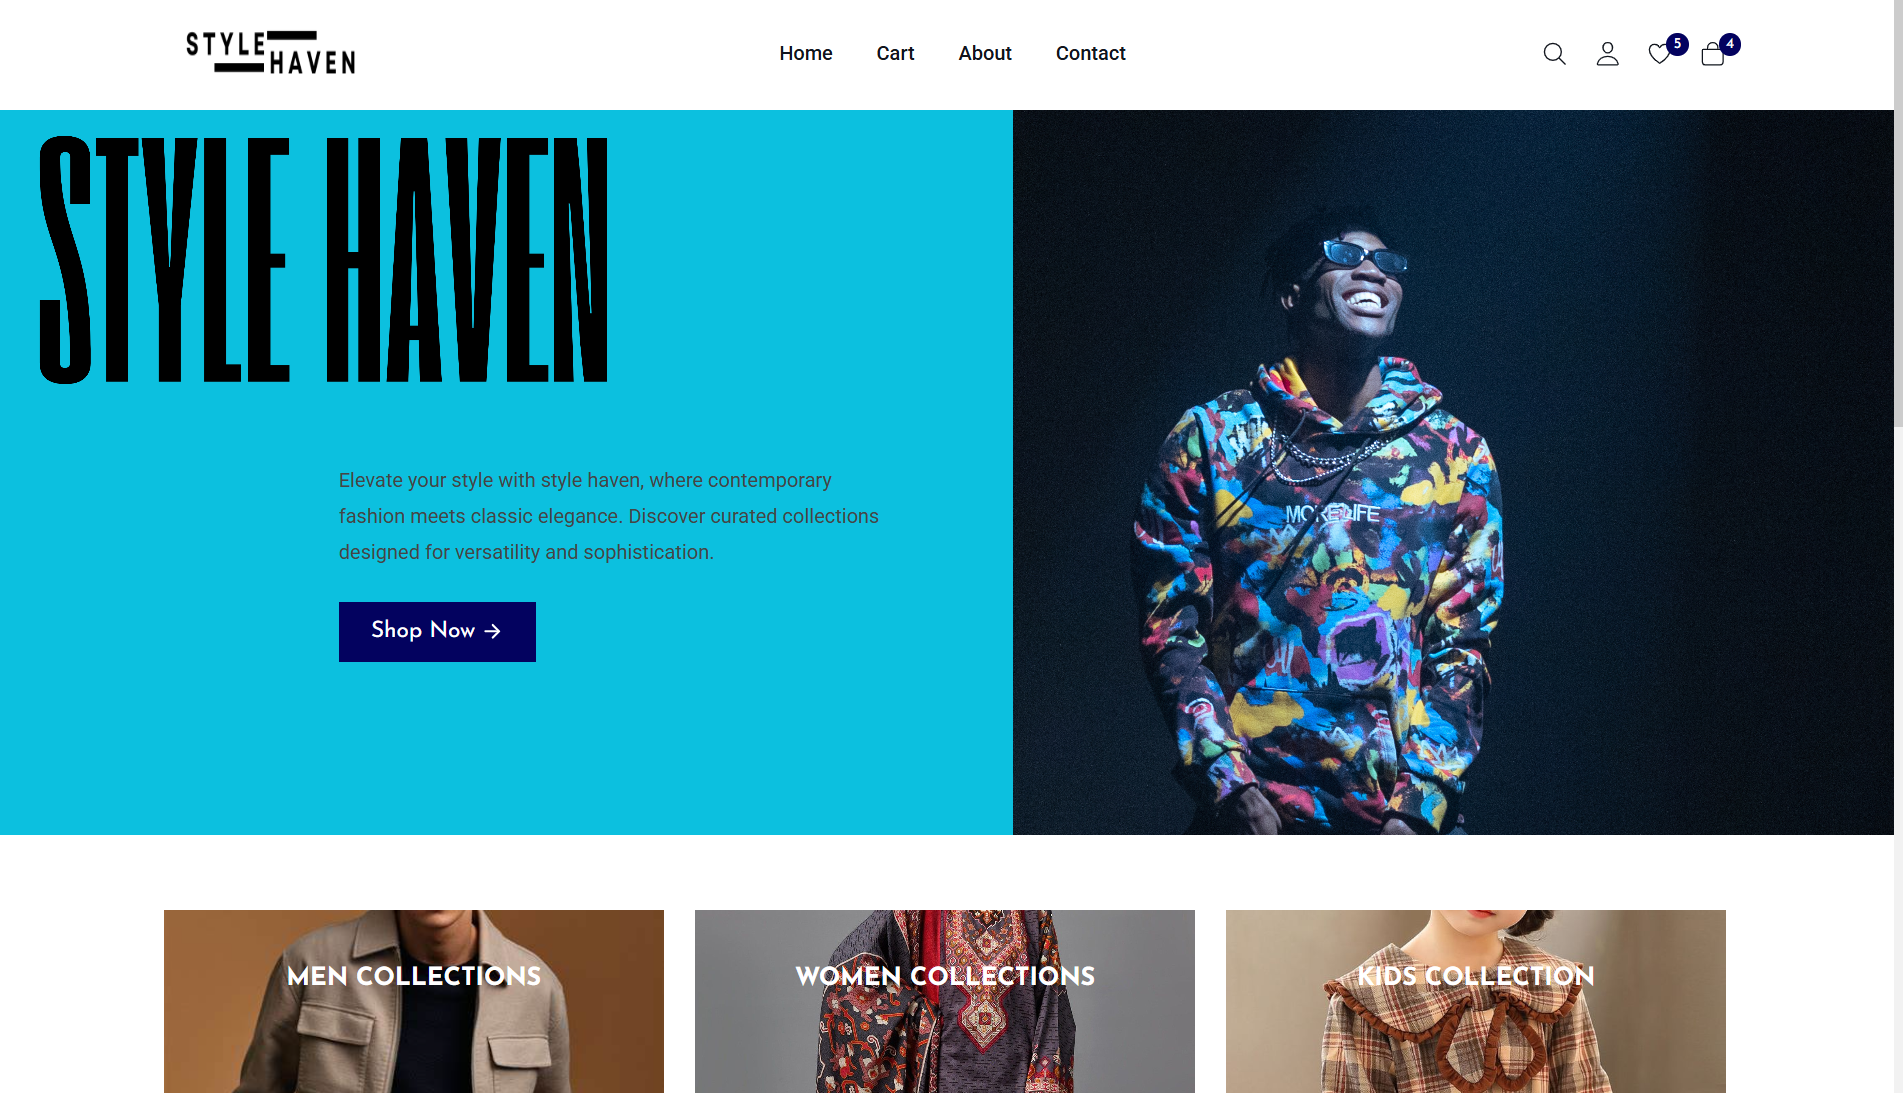 STYLE
HAVEN
Home
Cart
About
Contact
5
4
STYLE HAVEN
Elevate your style with style haven, where contemporary
fashion meets classic elegance. Discover curated collections
designed for versatility and sophistication.
Shop Now →
MORE LIFE
MEN COLLECTIONS
WOMEN COLLECTIONS
KIDS COLLECTION